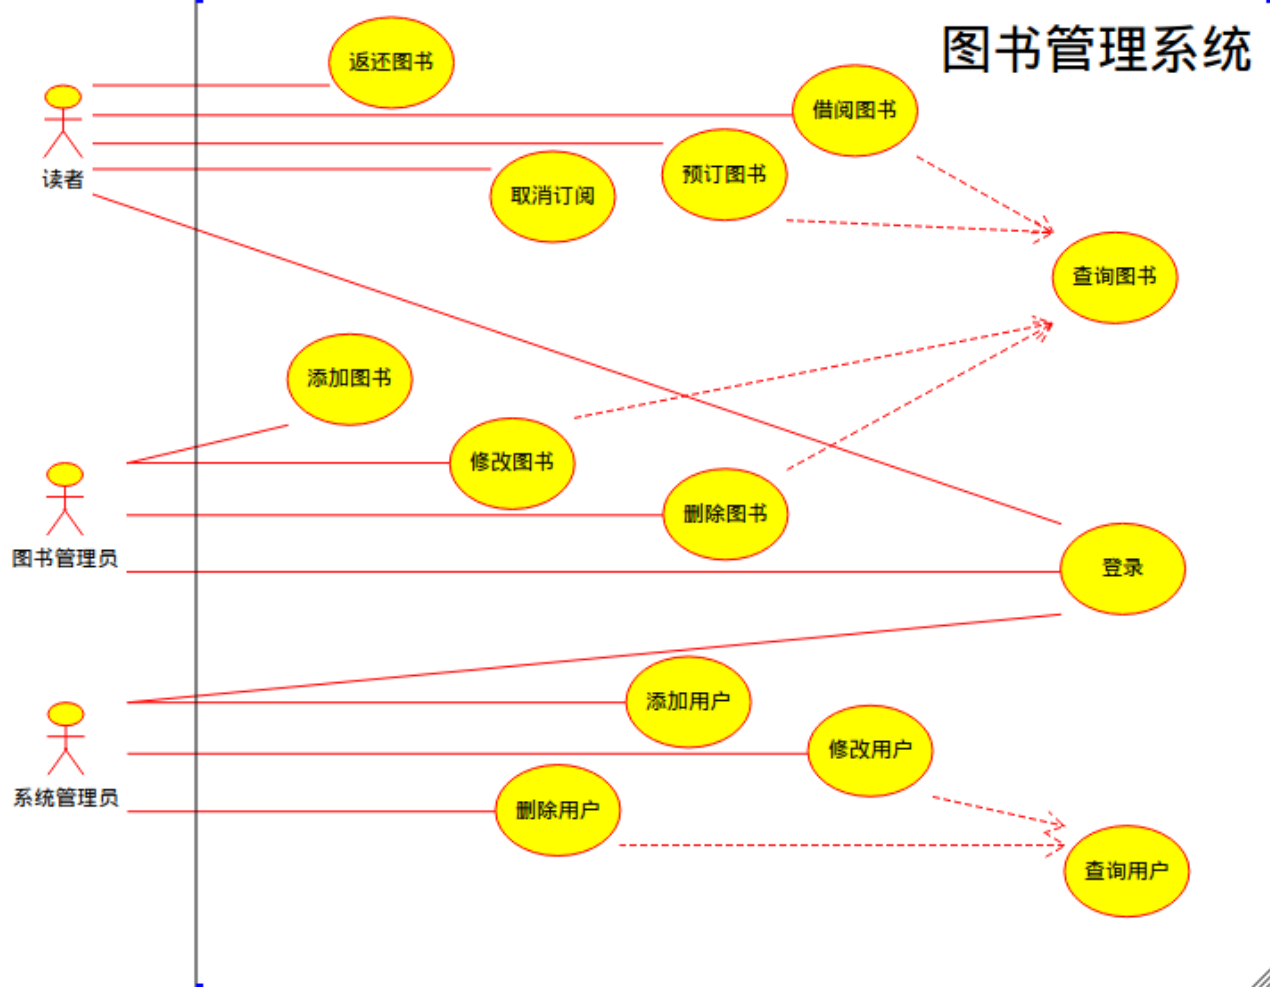 图书管理系统
返还图书
借阅图书
预订图书
读者
取消订阅
查询图书
添加图书
修改图书
删除图书
图书管理员
登录
添加用户
修改用户
系统管理员
删除用户
查询用户